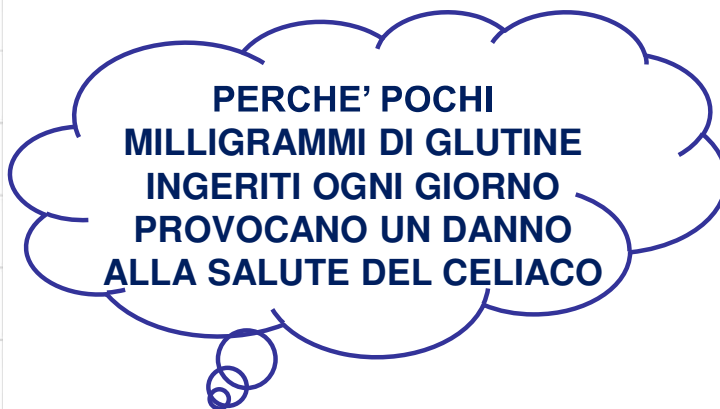 PERCHE’ POCHI
MILLIGRAMMI DI GLUTINE
INGERITI OGNI GIORNO
PROVOCANO UN DANNO
ALLA SALUTE DEL CELIACO